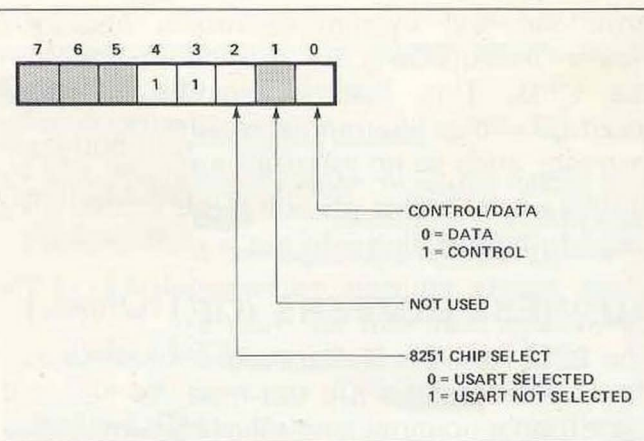 7 6 5 4 3 2 1 0
1 1
CONTROL/DATA
0 = DATA
1 = CONTROL
NOT USED
8251 CHIP SELECT
0 = USART SELECTED
1 = USART NOT SELECTED